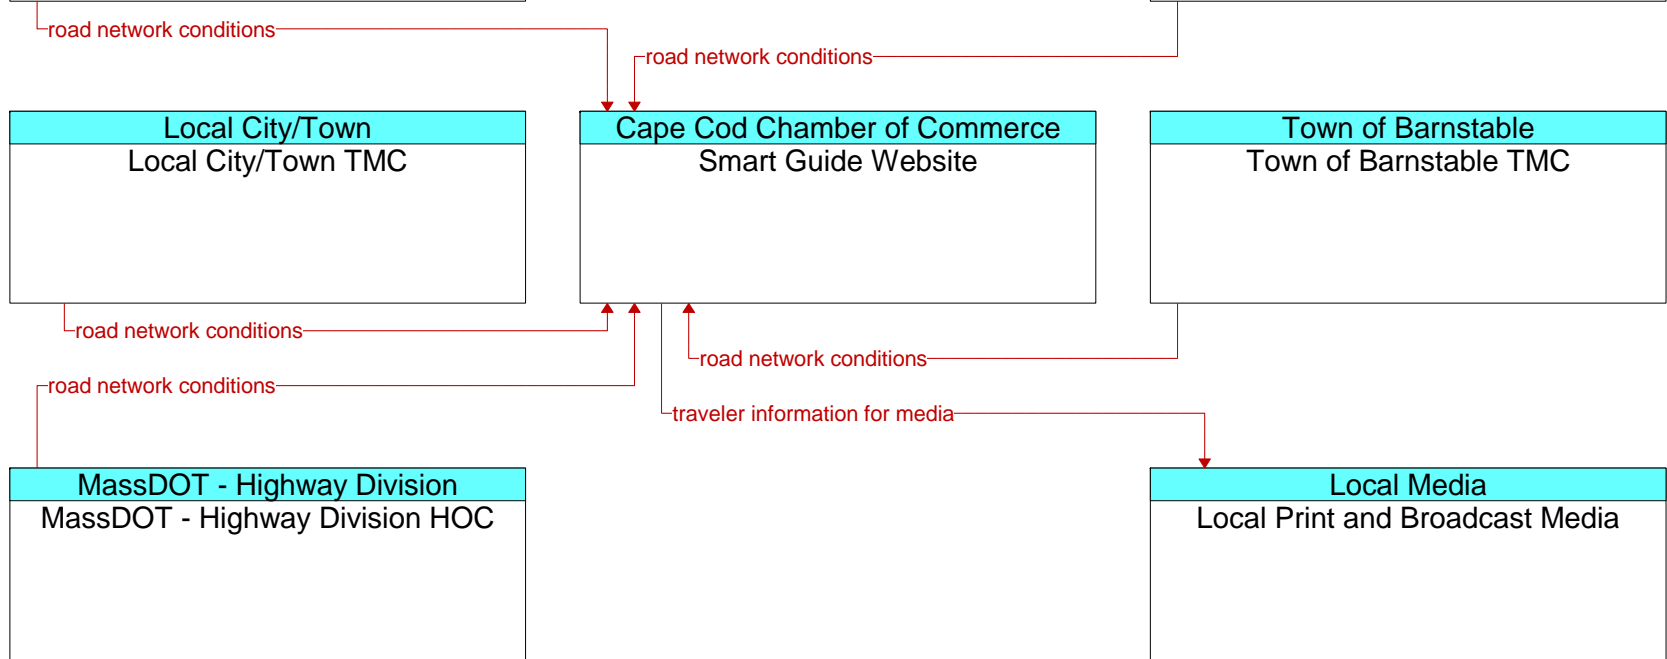 road network conditions
road network conditions
Local City/Town
Local City/Town TMC
Cape Cod Chamber of Commerce
Smart Guide Website
Town of Barnstable
Town of Barnstable TMC
road network conditions
road network conditions
road network conditions
traveler information for media
MassDOT - Highway Division
MassDOT - Highway Division HOC
Local Media
Local Print and Broadcast Media